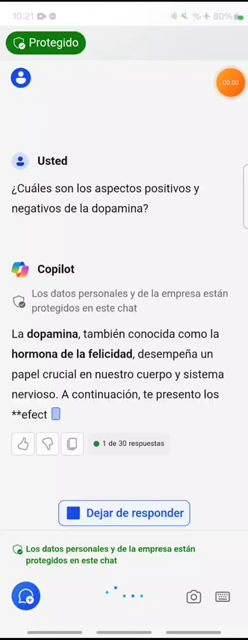 10:21
80%
Protegido
00:00
Usted
¿Cuáles son los aspectos positivos y
negativos de la dopamina?
Copilot
Los datos personales y de la empresa están
protegidos en este chat
La dopamina, también conocida como la
hormona de la felicidad, desempeña un
papel crucial en nuestro cuerpo y sistema
nervioso. A continuación, te presento los
**efect
1 de 30 respuestas
Dejar de responder
Los datos personales y de la empresa están
protegidos en este chat